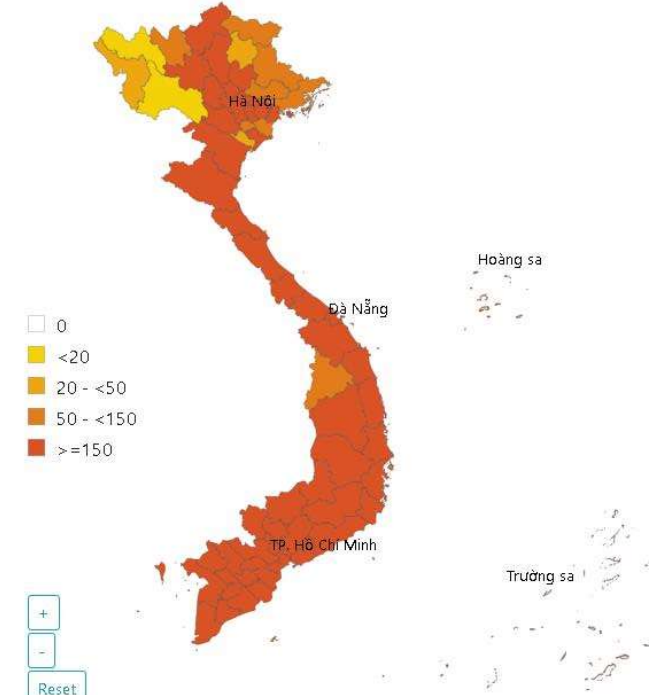 Hà Nôi
Hoàng sa
Đà Nẵng
0
<20
20 - <50
50 - <150
>=150
TP. Hồ Chí Minh
Trường sa
+
-
Reset